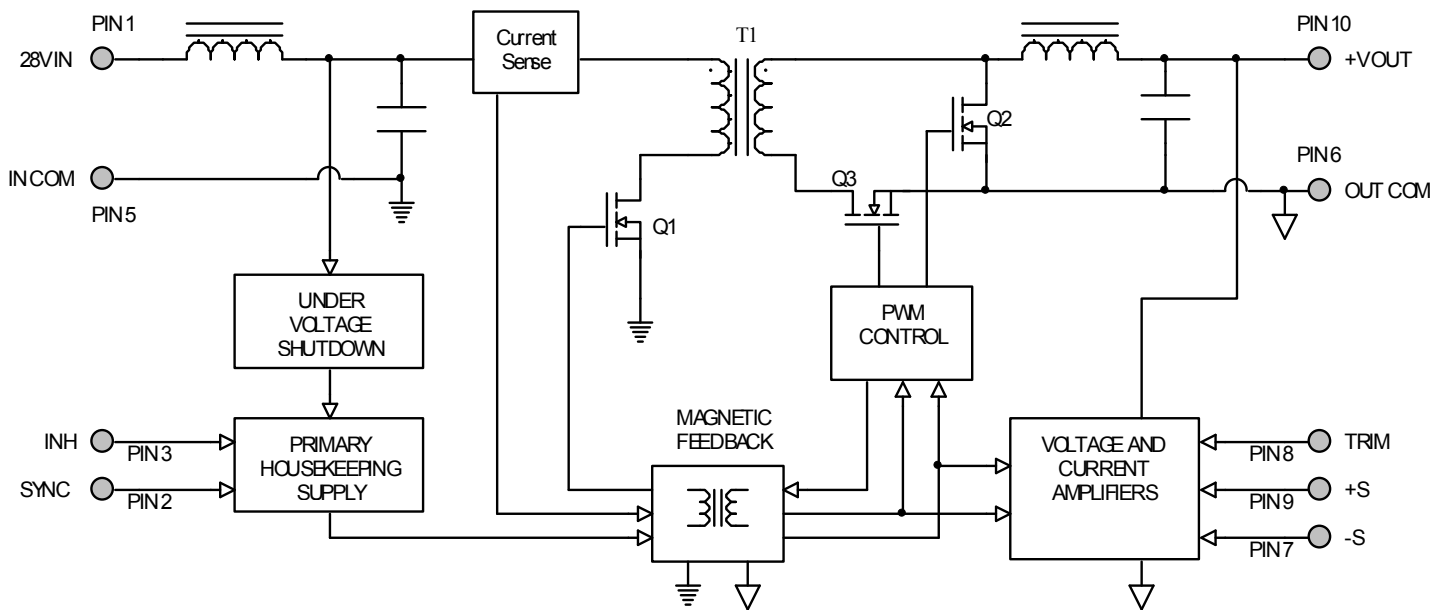 PIN 1
28VIN
Current
Sense
T1
PIN 10
+VOUT
Q2
PIN 6
OUT COM
IN COM
PIN 5
Q3
Q1
UNDER
VOLTAGE
SHUTDOWN
PWM
CONTROL
INH
PIN 3
SYNC
PIN 2
PRIMARY
HOUSEKEEPING
SUPPLY
MAGNETIC
FEEDBACK
VOLTAGE AND
CURRENT
AMPLIFIERS
TRIM
PIN 8
+S
PIN 9
-S
PIN 7